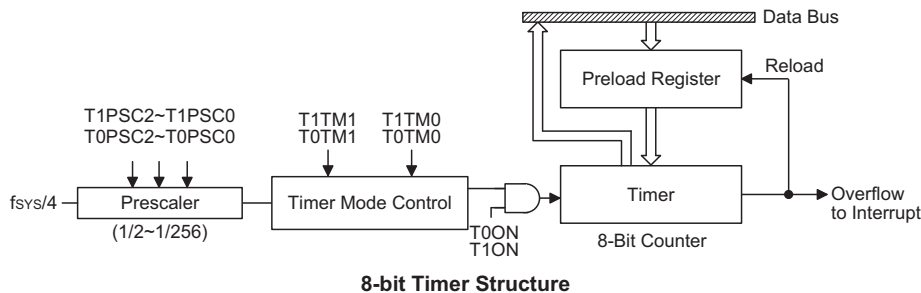 Data Bus
Preload Register
Reload
T1PSC2~T1PSC0
T0PSC2~T0PSC0
T1TM1
T0TM1
T1TM0
T0TM0
fSYS/4
Prescaler
(1/2~1/256)
Timer Mode Control
T0ON
T1ON
Timer
8-Bit Counter
Overflow
to Interrupt
8-bit Timer Structure